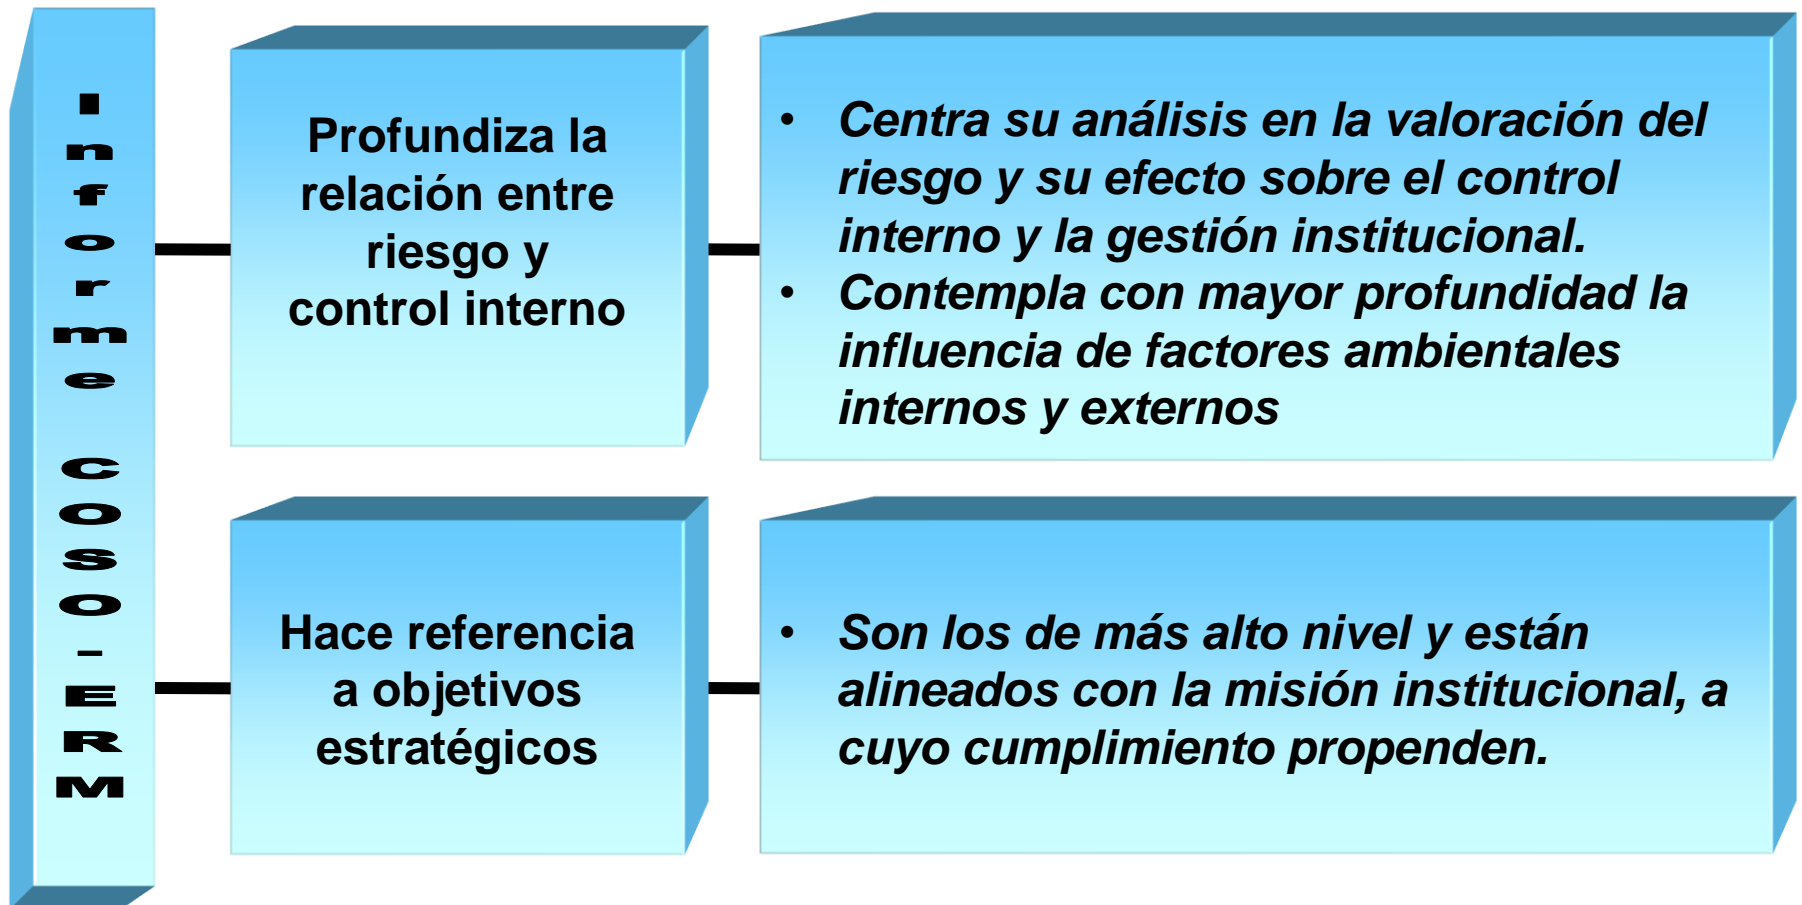 Informe COSO-ERM
Profundiza la
relación entre
riesgo y
control interno
• Centra su análisis en la valoración del
riesgo y su efecto sobre el control
interno y la gestión institucional.
• Contempla con mayor profundidad la
influencia de factores ambientales
internos y externos
Hace referencia
a objetivos
estratégicos
• Son los de más alto nivel y están
alineados con la misión institucional, a
cuyo cumplimiento propenden.